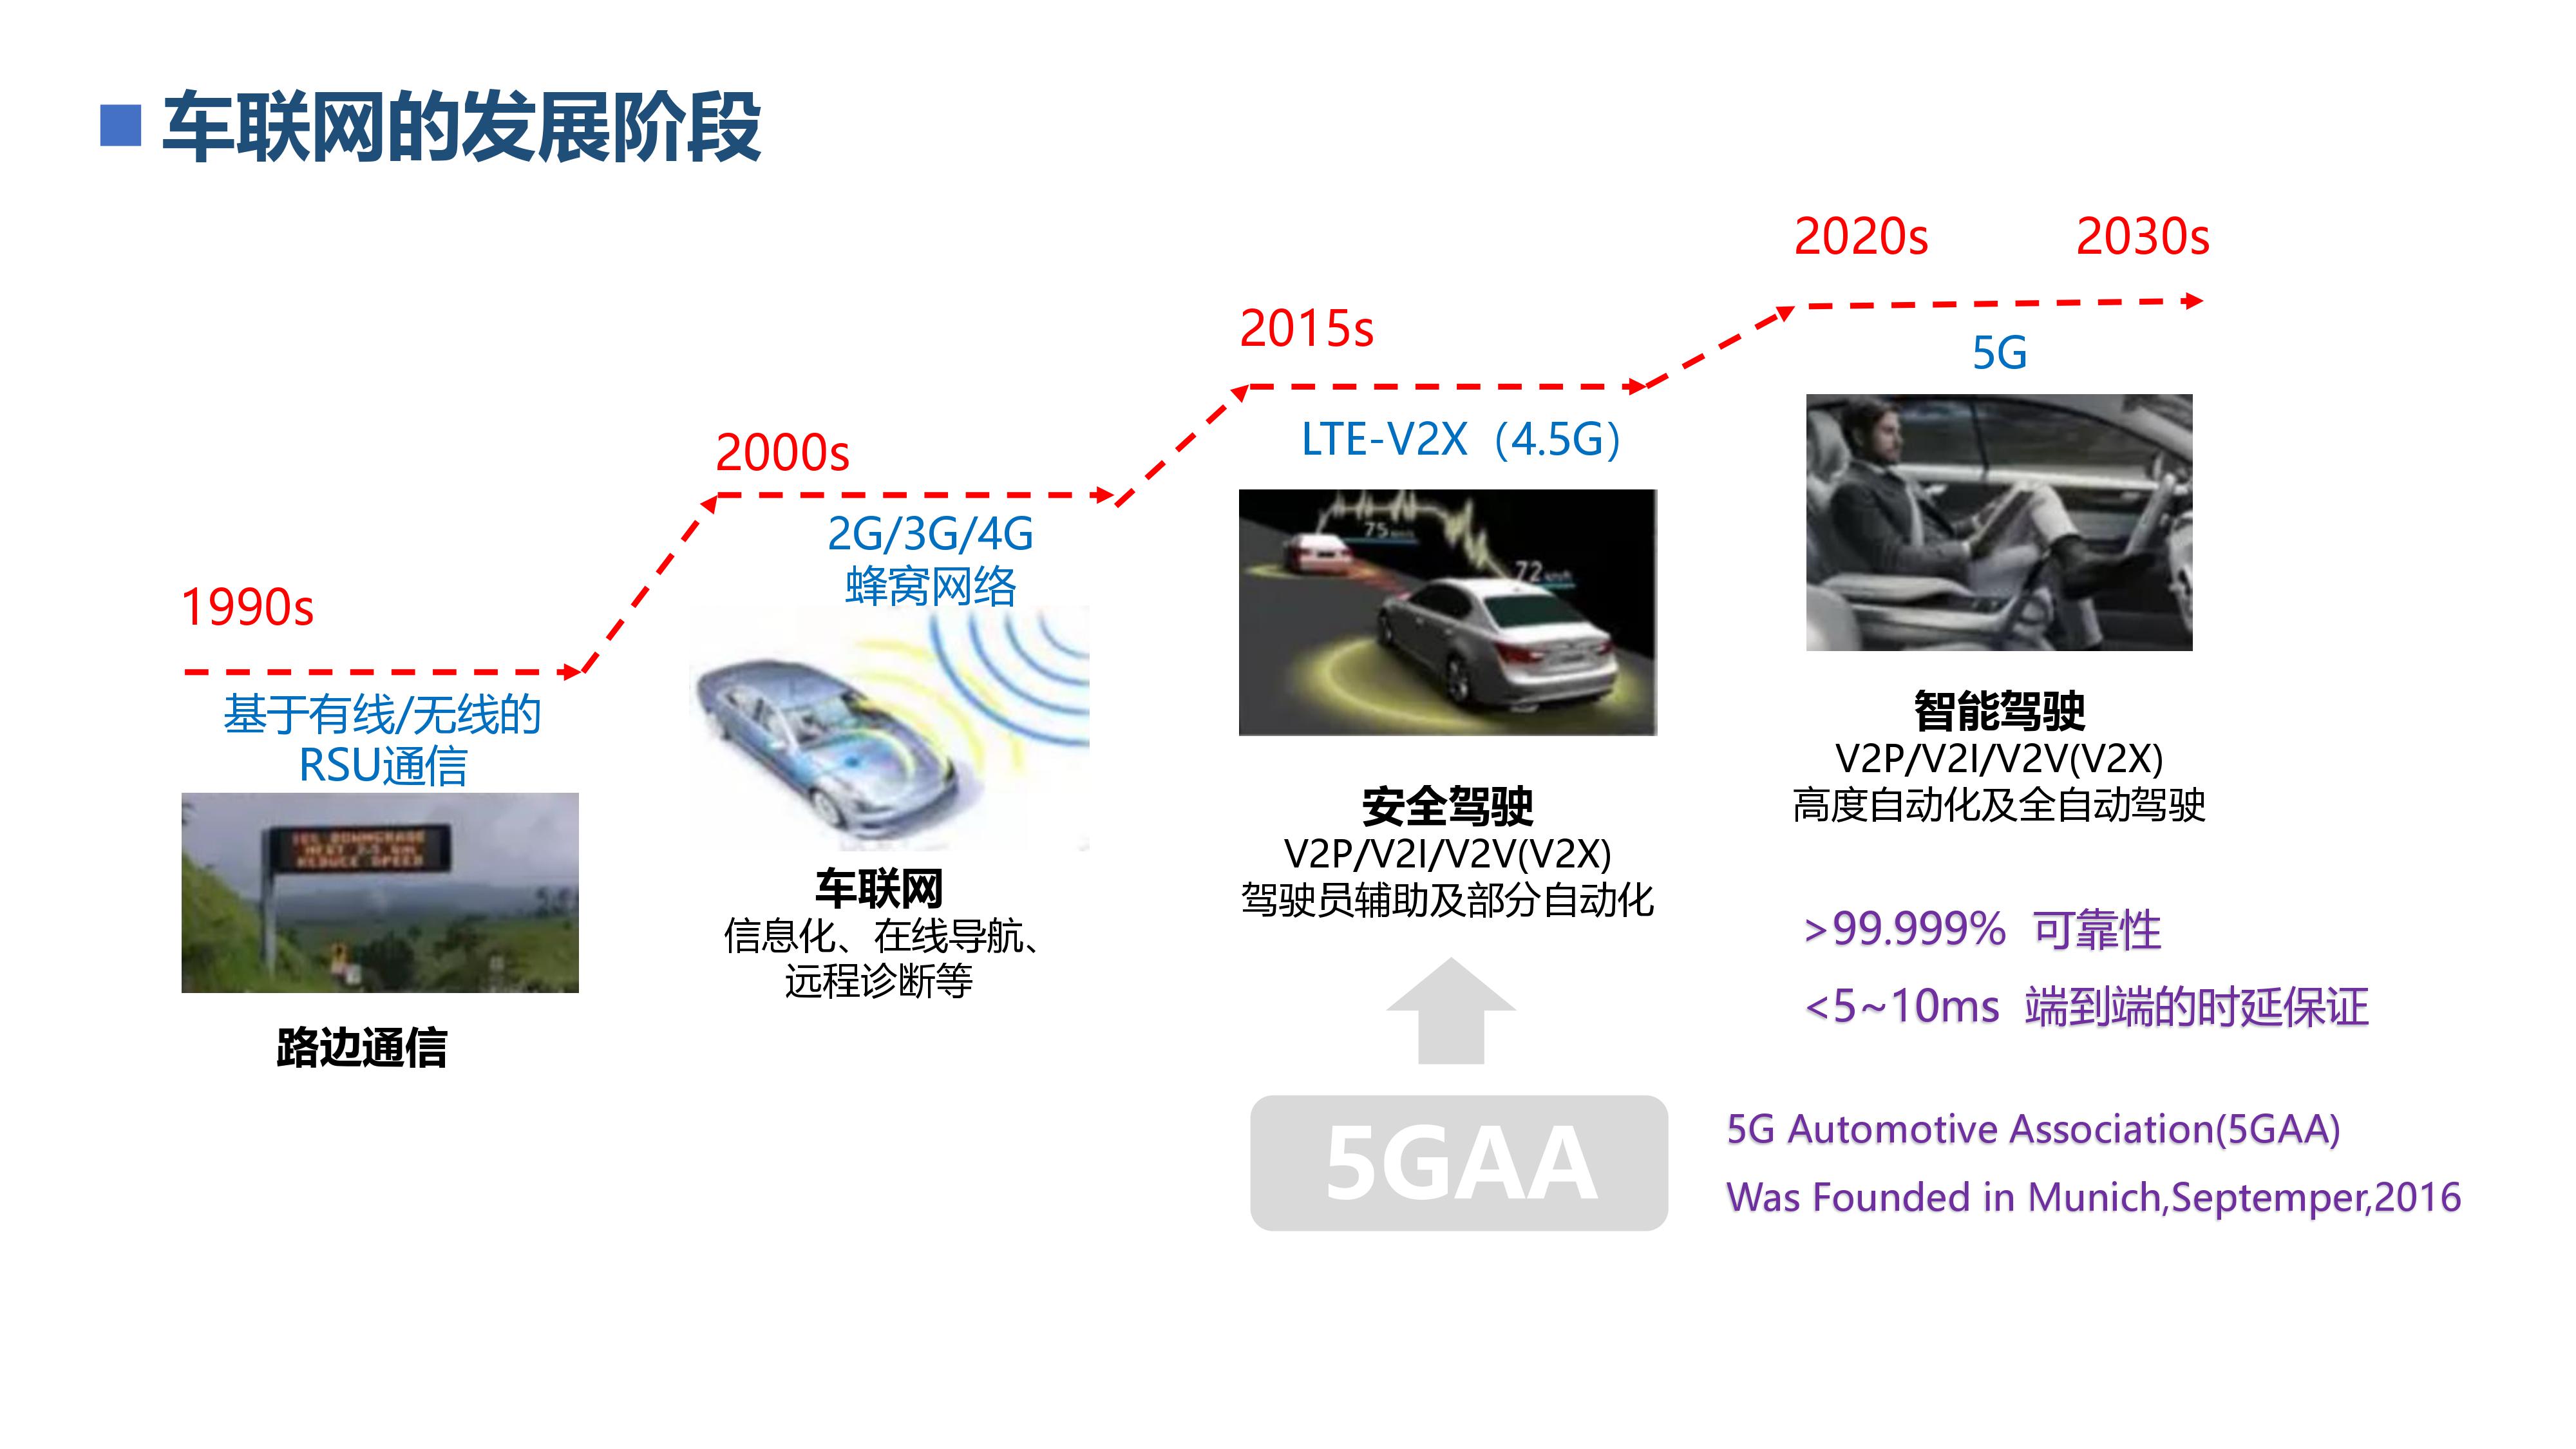 车联网的发展阶段
1990s
基于有线/无线的
RSU通信
REDUCE SPEED
路边通信
2000s
2G/3G/4G
蜂窝网络
车联网
信息化、在线导航、
远程诊断等
2015s
LTE-V2X（4.5G）
75
72 km/h
安全驾驶
V2P/V2I/V2V(V2X)
驾驶员辅助及部分自动化
5GAA
2020s
2030s
5G
智能驾驶
V2P/V2I/V2V(V2X)
高度自动化及全自动驾驶
>99.999% 可靠性
<5~10ms 端到端的时延保证
5G Automotive Association(5GAA)
Was Founded in Munich,Septemper,2016